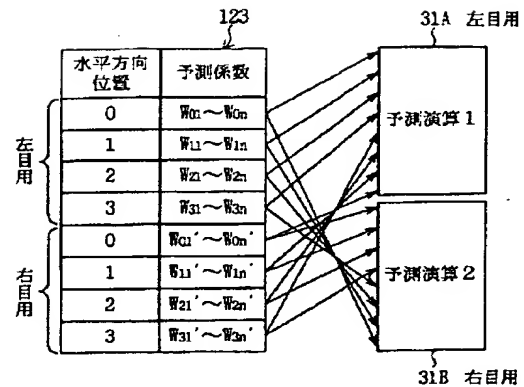 123
31A 左目用
水平方向位置 予測係数
左目用
0 W01～W0n
1 W11～W1n
2 W21～W2n
3 W31～W3n
右目用
0 W01'～W0n'
1 W11'～W1n'
2 W21'～W2n'
3 W31'～W3n'
予測演算1
予測演算2
31B 右目用